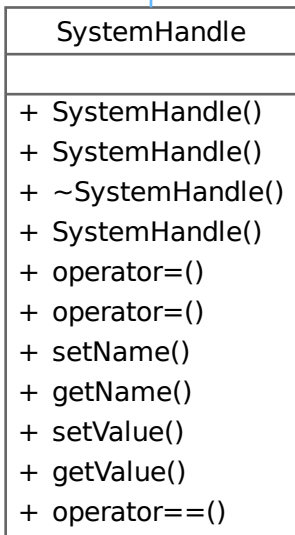 SystemHandle
+ SystemHandle()
+ SystemHandle()
+ ~SystemHandle()
+ SystemHandle()
+ operator=()
+ operator=()
+ setName()
+ getName()
+ setValue()
+ getValue()
+ operator==()